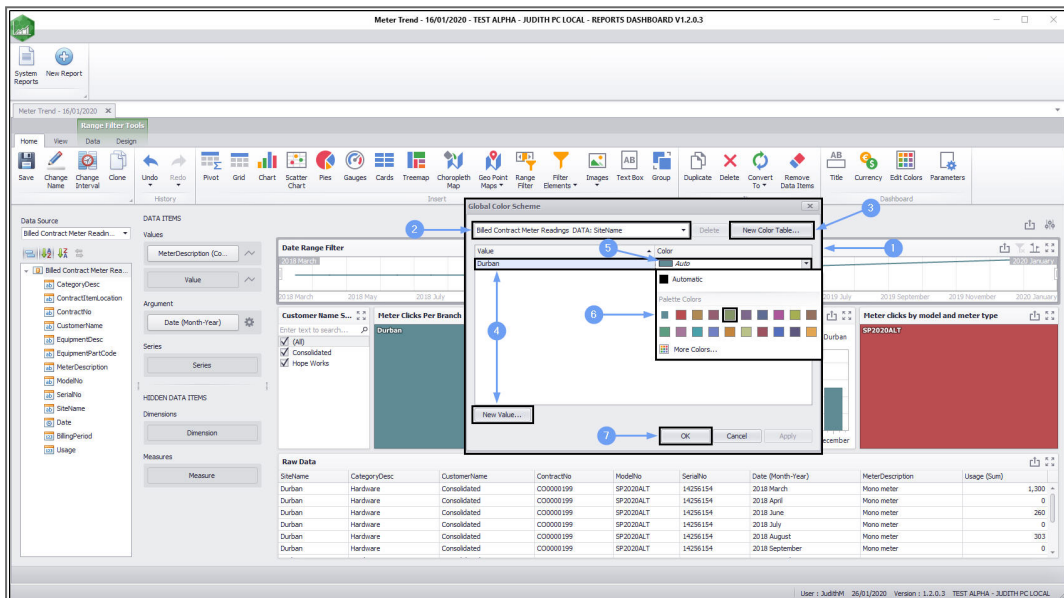 Meter Trend - 16/01/2020 - TEST ALPHA - JUDITH PC LOCAL - REPORTS DASHBOARD V1.2.0.3
System Reports
New Report
Meter Trend - 16/01/2020
Range Filter Tools
Home View Data Design
Save Change Name Change Interval Clone Undo Redo Pivot Grid Chart Scatter Chart Pies Gauges Cards Treemap Choropleth Map Geo Point Maps Range Filter Filter Elements Images Text Box Group Duplicate Delete Convert To Remove Data Items Title Currency Edit Colors Parameters
History Insert Dashboard
Data Source
Billed Contract Meter Readin...
Billed Contract Meter Rea...
CategoryDesc
ContractItemLocation
ContractNo
CustomerName
EquipmentDesc
EquipmentPartCode
MeterDescription
ModelNo
SerialNo
SiteName
Date
BillingPeriod
Usage
DATA ITEMS
Values
MeterDescription (Co...
Value
Argument
Date (Month-Year)
Series
Series
HIDDEN DATA ITEMS
Dimensions
Dimension
Measures
Measure
Global Color Scheme
2
Billed Contract Meter Readings DATA: SiteName
Delete
New Color Table...
3
1
Value
Color
5
Durban
Auto
Automatic
Palette Colors
6
More Colors...
4
New Value...
7
OK
Cancel
Apply
Date Range Filter
2018 March
2020 January
2018 March 2018 May 2018 July 2019 July 2019 September 2019 November 2020 January
Customer Name S...
Enter text to search...
(All)
Consolidated
Hope Works
Meter Clicks Per Branch
Durban
Durban
ecember
Meter clicks by model and meter type
SP2020ALT
Raw Data
SiteName CategoryDesc CustomerName ContractNo ModelNo SerialNo Date (Month-Year) MeterDescription Usage (Sum)
Durban Hardware Consolidated CO0000199 SP2020ALT 14256154 2018 March Mono meter 1,300
Durban Hardware Consolidated CO0000199 SP2020ALT 14256154 2018 April Mono meter 0
Durban Hardware Consolidated CO0000199 SP2020ALT 14256154 2018 June Mono meter 260
Durban Hardware Consolidated CO0000199 SP2020ALT 14256154 2018 July Mono meter 0
Durban Hardware Consolidated CO0000199 SP2020ALT 14256154 2018 August Mono meter 303
Durban Hardware Consolidated CO0000199 SP2020ALT 14256154 2018 September Mono meter 0
User : JudithM 26/01/2020 Version : 1.2.0.3 TEST ALPHA - JUDITH PC LOCAL